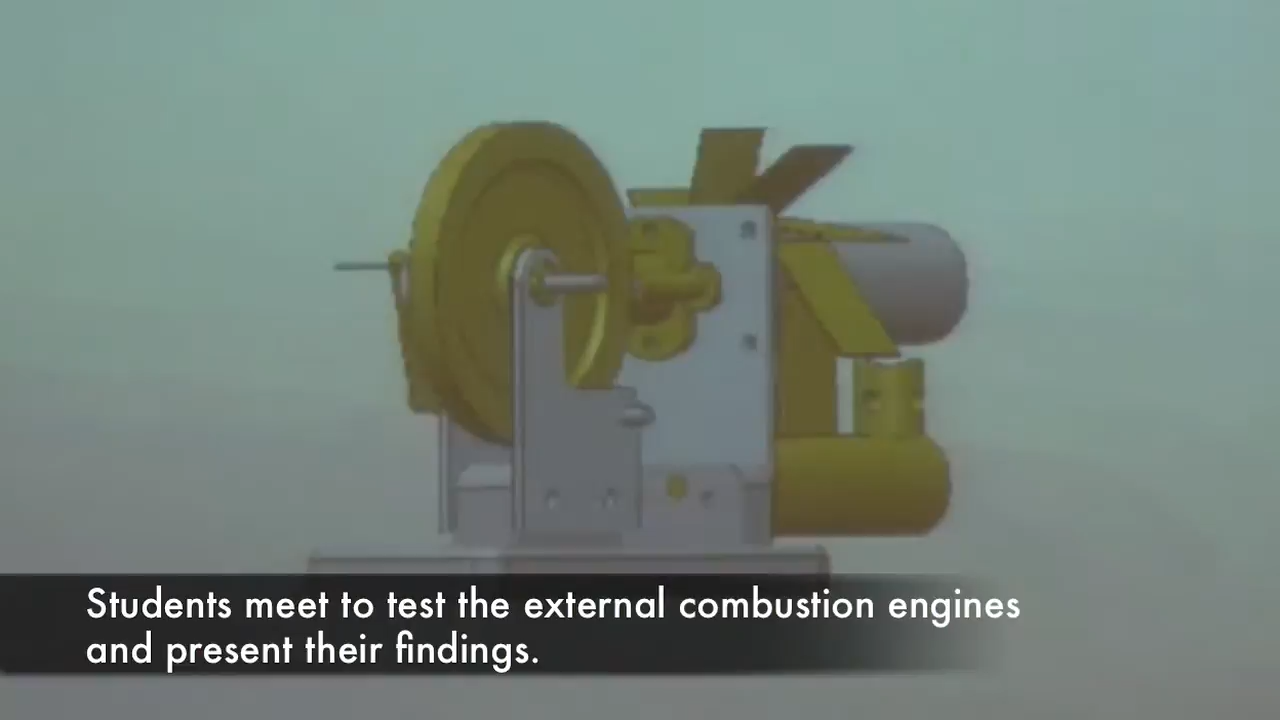 Students meet to test the external combustion engines
and present their findings.